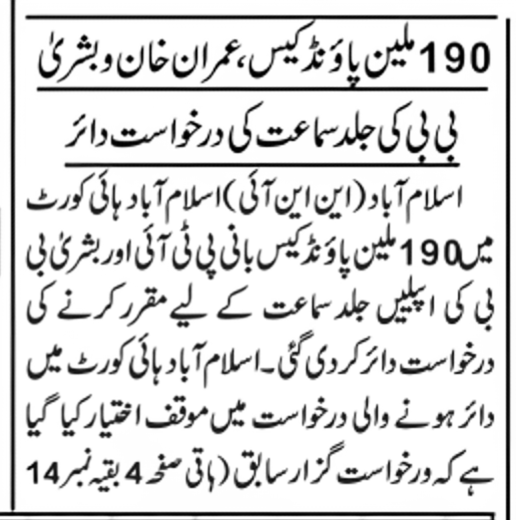 190 ملین پاؤنڈ کیس، عمران خان و بشریٰ
بی بی کی جلد سماعت کی درخواست دائر
اسلام آباد (این این آئی) اسلام آباد ہائی کورٹ
میں 190 ملین پاؤنڈ کیس بانی پی ٹی آئی اور بشریٰ بی
بی کی اپیلیں جلد سماعت کے لیے مقرر کرنے کی
درخواست دائر کر دی گئی۔ اسلام آباد ہائی کورٹ میں
دائر ہونے والی درخواست میں موقف اختیار کیا گیا
ہے کہ درخواست گزار سابق (باقی صفحہ 4 بقیہ نمبر 14